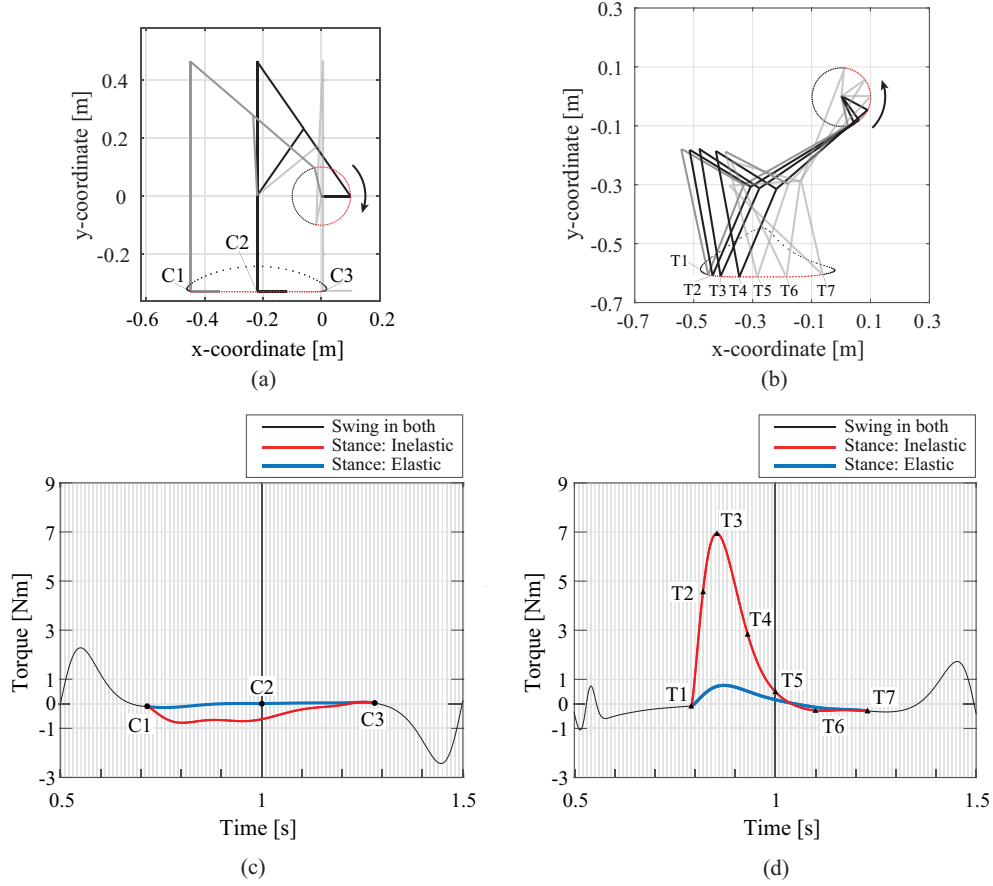 y-coordinate [m]
0.4
0.2
0
-0.2
C1
C2
C3
-0.6
-0.4
-0.2
0
0.2
x-coordinate [m]
(a)
y-coordinate [m]
0.3
0.1
-0.1
-0.3
-0.5
-0.7
T1
T2
T3
T4
T5
T6
T7
-0.7
-0.5
-0.3
-0.1
0.1
0.3
x-coordinate [m]
(b)
Swing in both
Stance: Inelastic
Stance: Elastic
Torque [Nm]
9
7
5
3
1
0
-1
-3
C1
C2
C3
0.5
1
1.5
Time [s]
(c)
Swing in both
Stance: Inelastic
Stance: Elastic
Torque [Nm]
9
7
5
3
1
0
-1
-3
T1
T2
T3
T4
T5
T6
T7
0.5
1
1.5
Time [s]
(d)